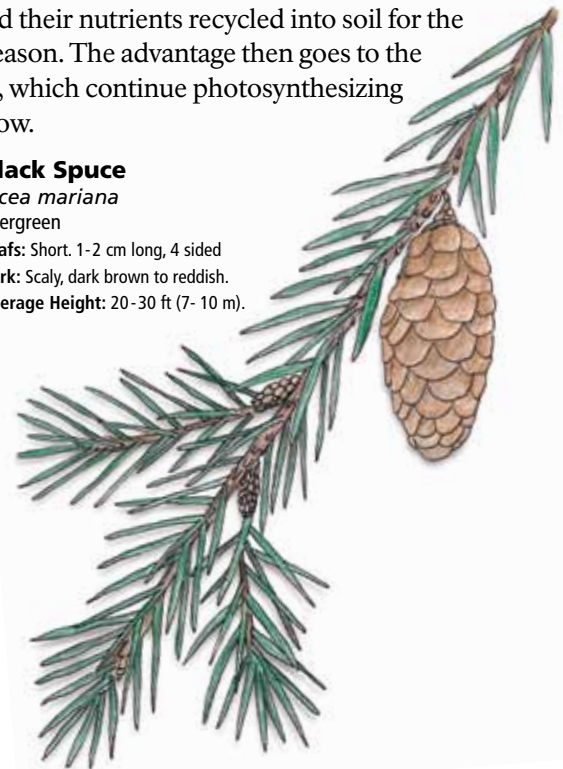 d their nutrients recycled into soil for the
eason. The advantage then goes to the
, which continue photosynthesizing
ow.
lack Spuce
cea mariana
ergreen
afs: Short. 1-2 cm long, 4 sided
rk: Scaly, dark brown to reddish.
erage Height: 20-30 ft (7- 10 m).